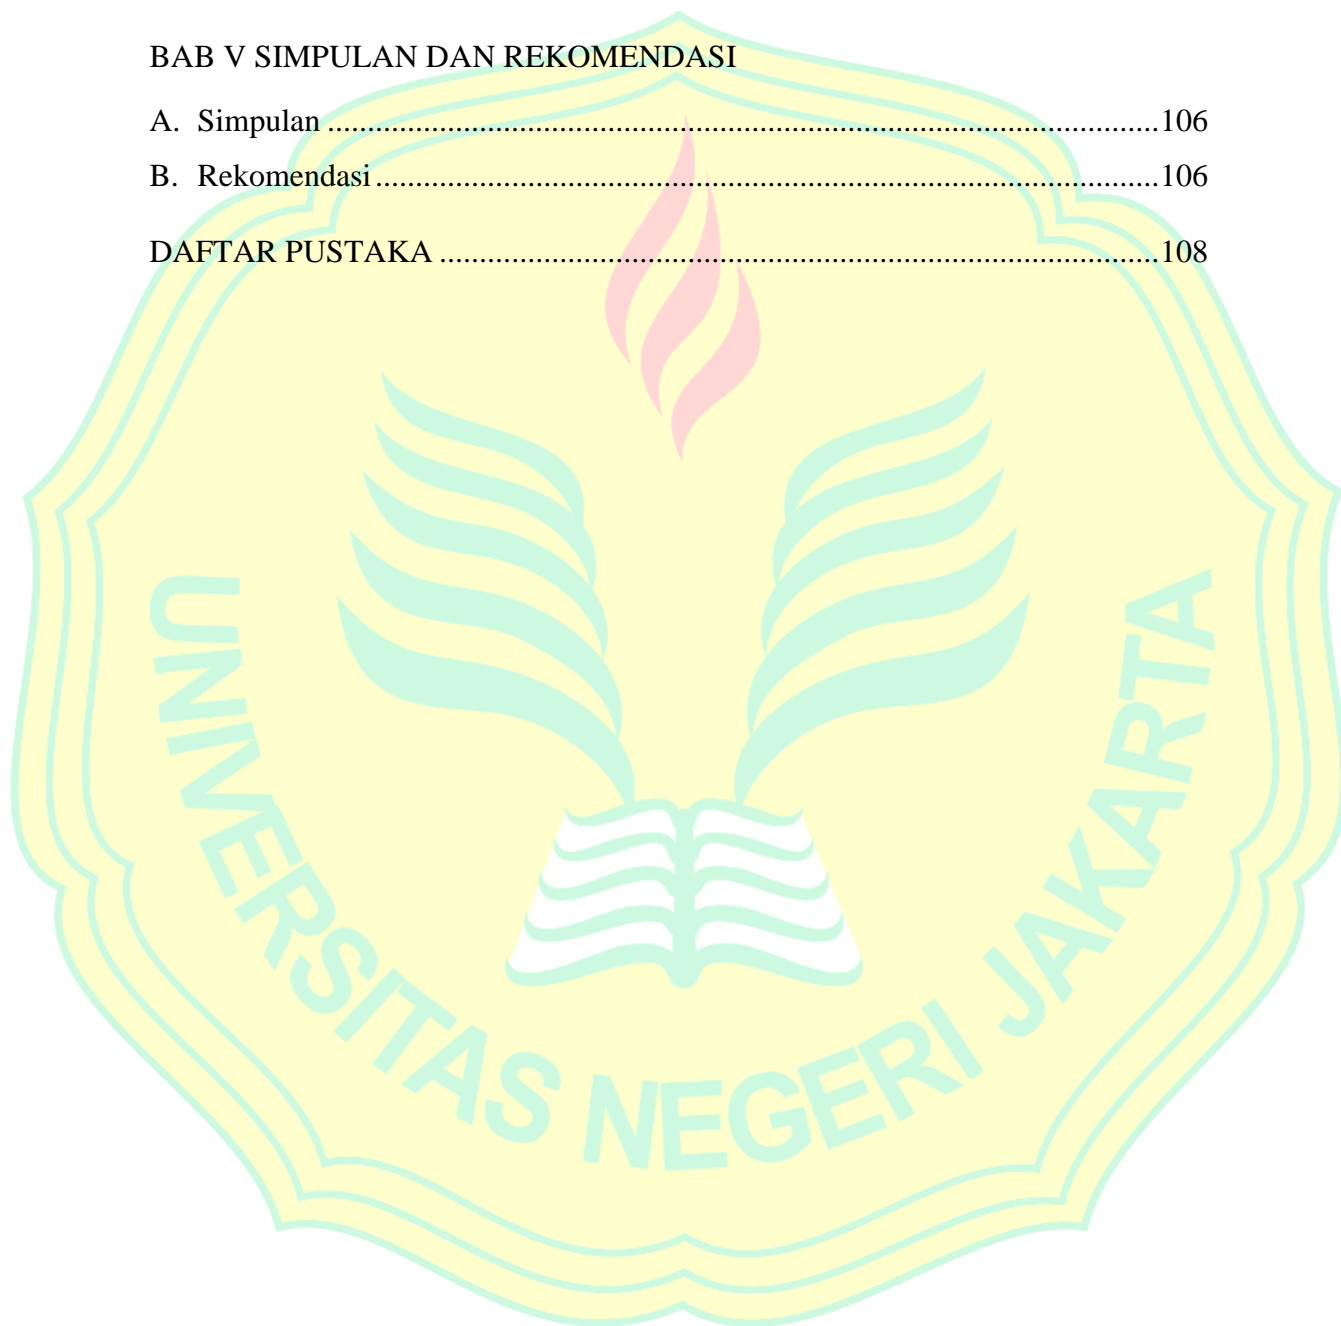 BAB V SIMPULAN DAN REKOMENDASI
A. Simpulan ........................................................................................................106
B. Rekomendasi ..................................................................................................106
DAFTAR PUSTAKA ..........................................................................................108
UNIVERSITAS NEGERI JAKARTA